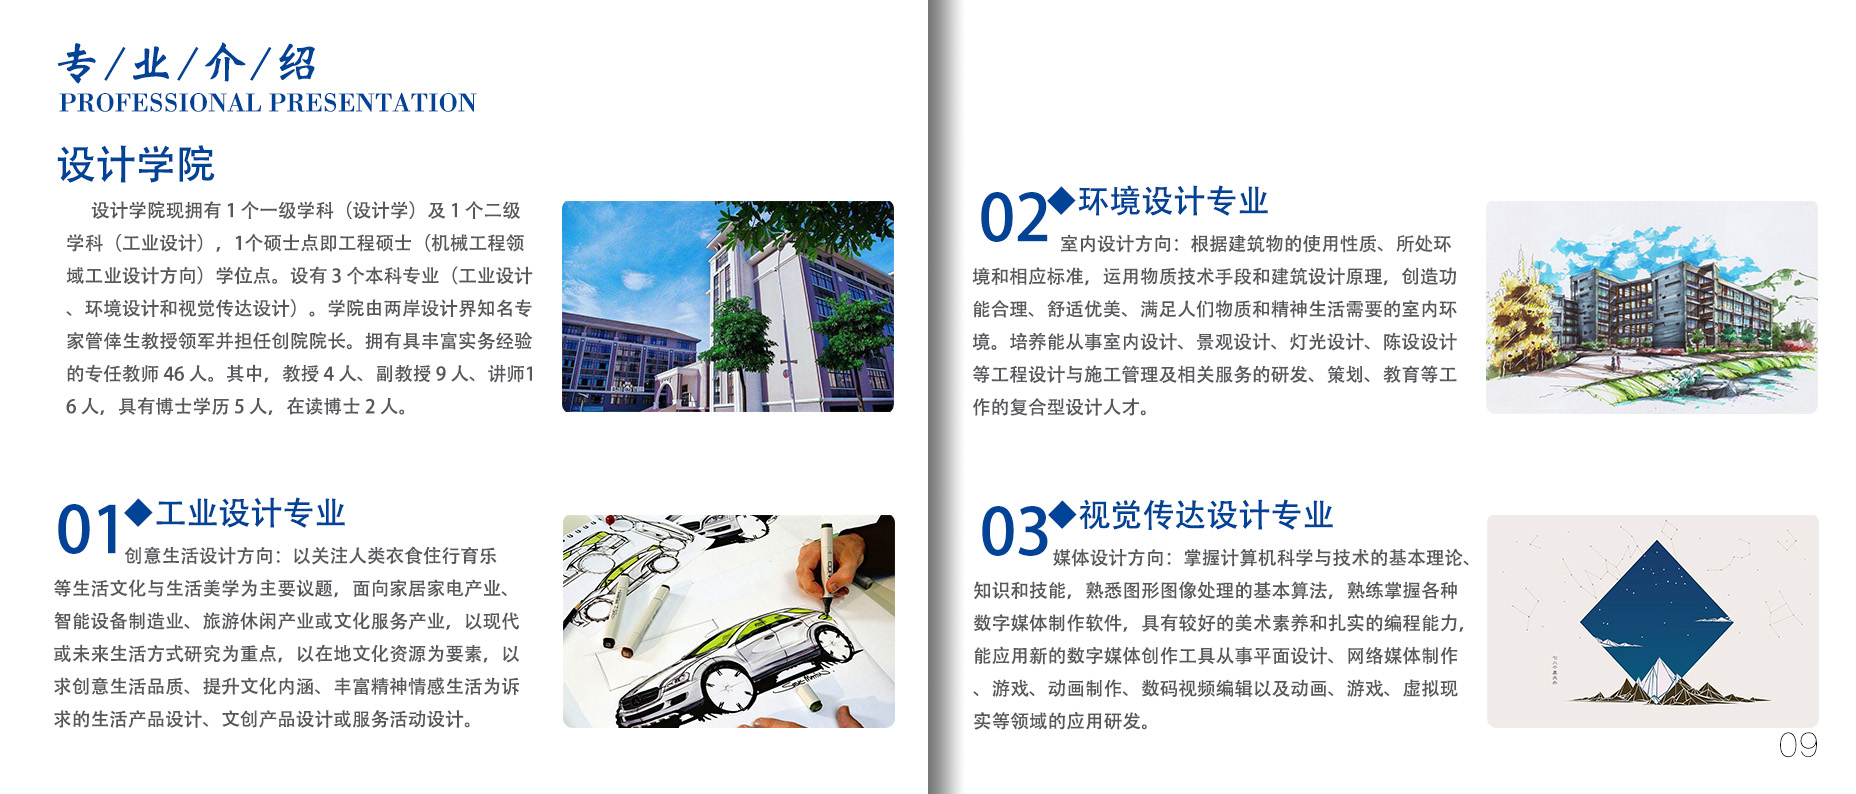 专/业/介/绍
PROFESSIONAL PRESENTATION
设计学院
设计学院现拥有 1 个一级学科（设计学）及 1 个二级
学科（工业设计），1个硕士点即工程硕士（机械工程领
域工业设计方向）学位点。设有 3 个本科专业（工业设计
、环境设计和视觉传达设计）。学院由两岸设计界知名专
家管倖生教授领军并担任创院院长。拥有具丰富实务经验
的专任教师 46 人。其中，教授 4 人、副教授 9 人、讲师1
6 人，具有博士学历 5 人，在读博士 2 人。
01◆工业设计专业
创意生活设计方向：以关注人类衣食住行育乐
等生活文化与生活美学为主要议题，面向家居家电产业、
智能设备制造业、旅游休闲产业或文化服务产业，以现代
或未来生活方式研究为重点，以在地文化资源为要素，以
求创意生活品质、提升文化内涵、丰富精神情感生活为诉
求的生活产品设计、文创产品设计或服务活动设计。
02◆环境设计专业
室内设计方向：根据建筑物的使用性质、所处环
境和相应标准，运用物质技术手段和建筑设计原理，创造功
能合理、舒适优美、满足人们物质和精神生活需要的室内环
境。培养能从事室内设计、景观设计、灯光设计、陈设设计
等工程设计与施工管理及相关服务的研发、策划、教育等工
作的复合型设计人才。
03◆视觉传达设计专业
媒体设计方向：掌握计算机科学与技术的基本理论、
知识和技能，熟悉图形图像处理的基本算法，熟练掌握各种
数字媒体制作软件，具有较好的美术素养和扎实的编程能力，
能应用新的数字媒体创作工具从事平面设计、网络媒体制作
、游戏、动画制作、数码视频编辑以及动画、游戏、虚拟现
实等领域的应用研发。
09